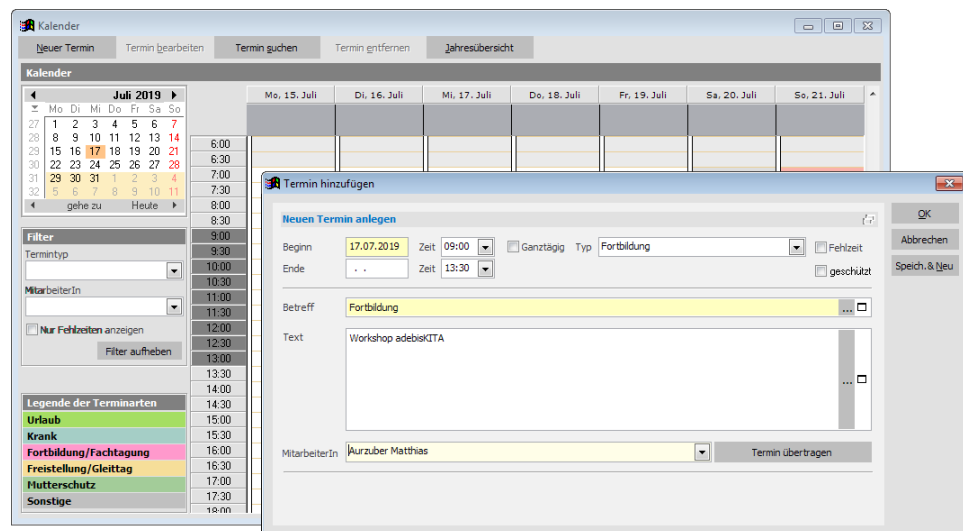 Kalender
Neuer Termin Termin bearbeiten Termin suchen Termin entfernen Jahresübersicht
Kalender
Juli 2019
Mo Di Mi Do Fr Sa So
27 1 2 3 4 5 6 7
28 8 9 10 11 12 13 14
29 15 16 17 18 19 20 21
30 22 23 24 25 26 27 28
31 29 30 31 1 2 3 4
32 5 6 7 8 9 10 11
gehe zu Heute
Filter
Termintyp
MitarbeiterIn
Nur Fehlzeiten anzeigen
Filter aufheben
Legende der Terminarten
Urlaub
Krank
Fortbildung/Fachtagung
Freistellung/Gleittag
Mutterschutz
Sonstige
Mo, 15. Juli Di, 16. Juli Mi, 17. Juli Do, 18. Juli Fr, 19. Juli Sa, 20. Juli So, 21. Juli
6:00
6:30
7:00
7:30
8:00
8:30
9:00
9:30
10:00
10:30
11:00
11:30
12:00
12:30
13:00
13:30
14:00
14:30
15:00
15:30
16:00
16:30
17:00
17:30
18:00
Termin hinzufügen
Neuen Termin anlegen
Beginn 17.07.2019 Zeit 09:00 Ganztägig Typ Fortbildung Fehlzeit
Ende . . Zeit 13:30 geschützt
Betreff Fortbildung ...
Text Workshop adebisKITA
...
MitarbeiterIn Aurzuber Matthias Termin übertragen
OK
Abbrechen
Speich.& Neu